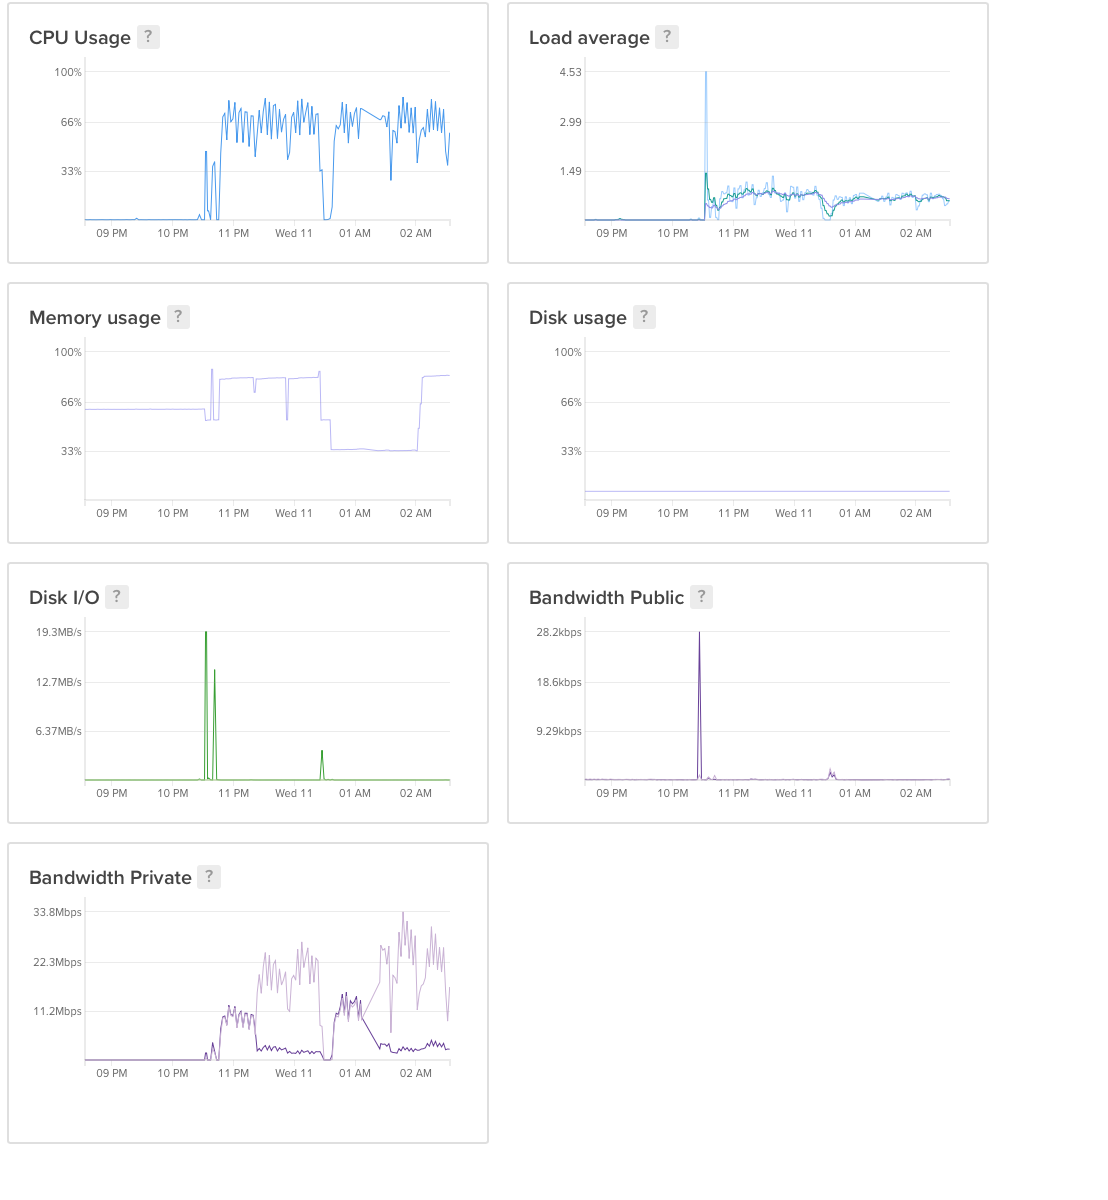 CPU Usage ?
100%
66%
33%
09 PM 10 PM 11 PM Wed 11 01 AM 02 AM
Load average ?
4.53
2.99
1.49
09 PM 10 PM 11 PM Wed 11 01 AM 02 AM
Memory usage ?
100%
66%
33%
09 PM 10 PM 11 PM Wed 11 01 AM 02 AM
Disk usage ?
100%
66%
33%
09 PM 10 PM 11 PM Wed 11 01 AM 02 AM
Disk I/O ?
19.3MB/s
12.7MB/s
6.37MB/s
09 PM 10 PM 11 PM Wed 11 01 AM 02 AM
Bandwidth Public ?
28.2kbps
18.6kbps
9.29kbps
09 PM 10 PM 11 PM Wed 11 01 AM 02 AM
Bandwidth Private ?
33.8Mbps
22.3Mbps
11.2Mbps
09 PM 10 PM 11 PM Wed 11 01 AM 02 AM